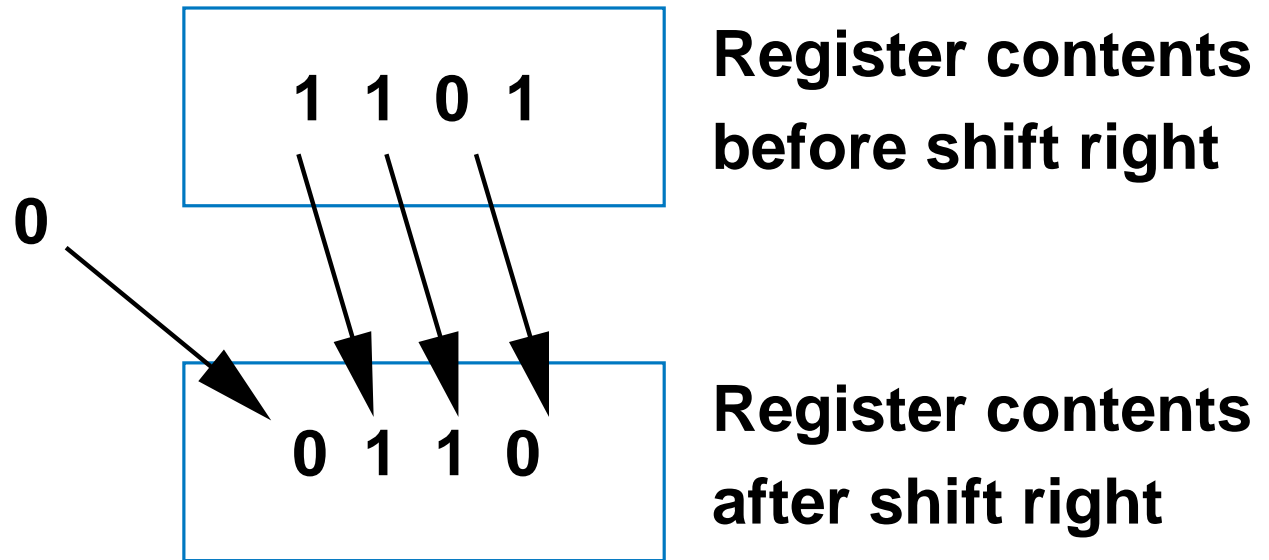 1 1 0 1
Register contents
before shift right
0
0 1 1 0
Register contents
after shift right